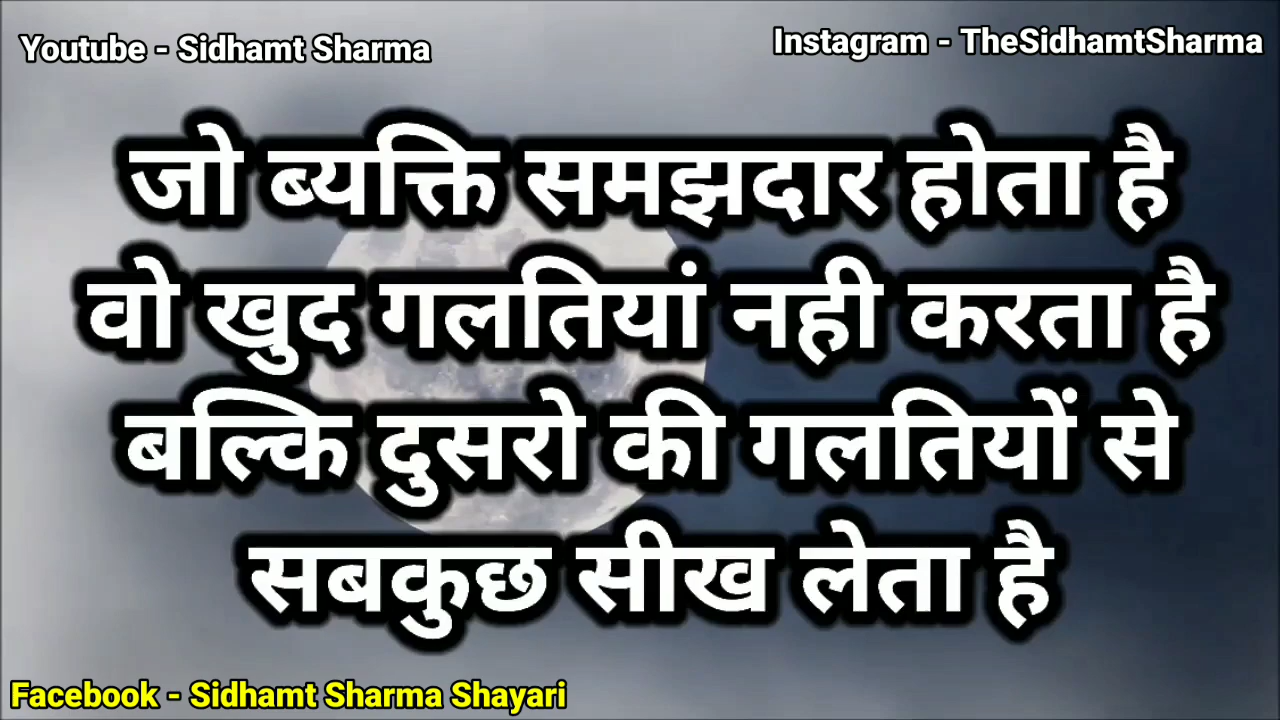 Youtube - Sidhamt Sharma
Instagram - TheSidhamtSharma
जो ब्यक्ति समझदार होता है
वो खुद गलतियां नही करता है
बल्कि दुसरो की गलतियों से
सबकुछ सीख लेता है
Facebook - Sidhamt Sharma Shayari